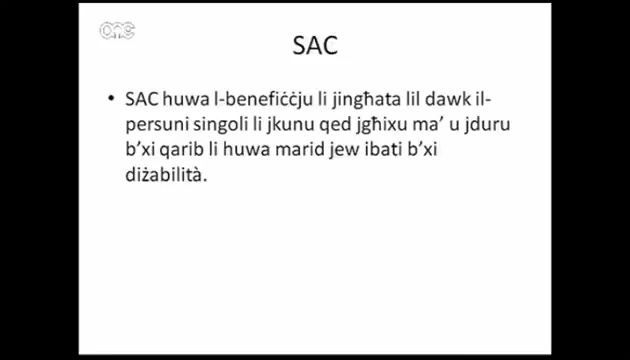 one
SAC
• SAC huwa l-benefiċċju li jingħata lil dawk il-
persuni singoli li jkunu qed jgħixu ma’ u jduru
b’xi qarib li huwa marid jew ibati b’xi
diżabilità.